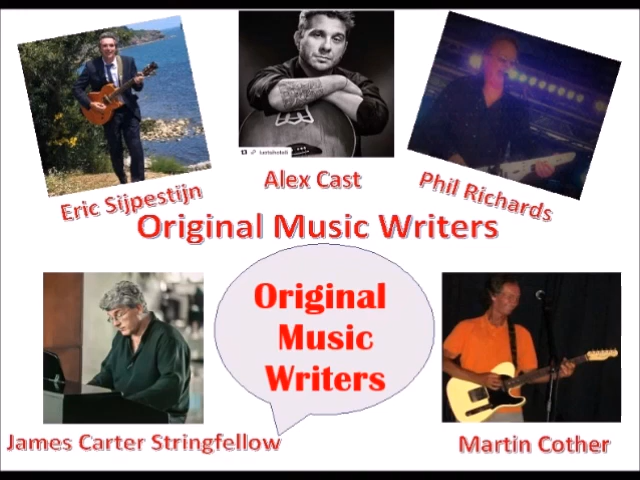 Eric Sijpestijn
Alex Cast
Phil Richards
Original Music Writers
Original
Music
Writers
James Carter Stringfellow
Martin Cother